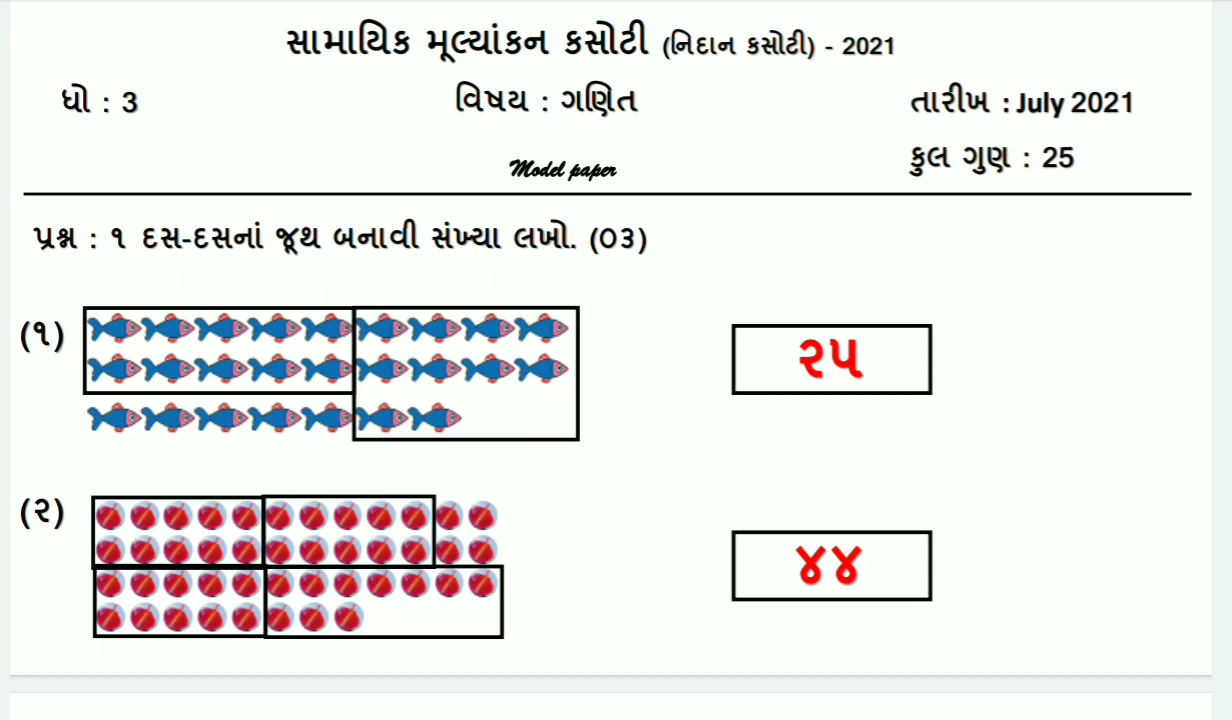 સામાયિક મૂલ્યાંકન કસોટી (નિદાન કસોટી) - 2021
ધો : 3 વિષય : ગણિત તારીખ : July 2021
કુલ ગુણ : 25
Model paper
પ્રશ્ન : ૧ દસ-દસનાં જૂથ બનાવી સંખ્યા લખો. (૦૩)
(૧) ૨૫
(૨) ૪૪